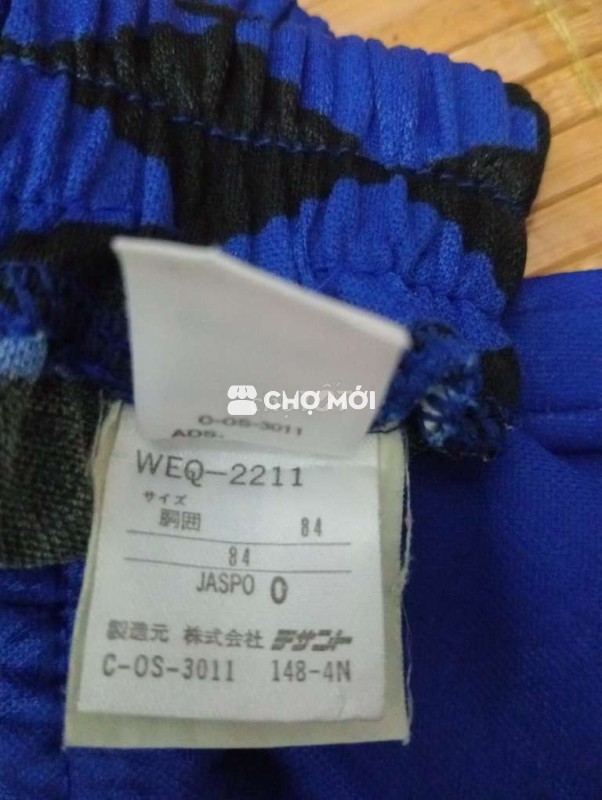 CHỢ MỚI
C-OS-3011
ADS-
WEQ-2211
サイズ
胴囲 84
84
JASPO O
製造元 株式会社 デサント
C-OS-3011 148-4N